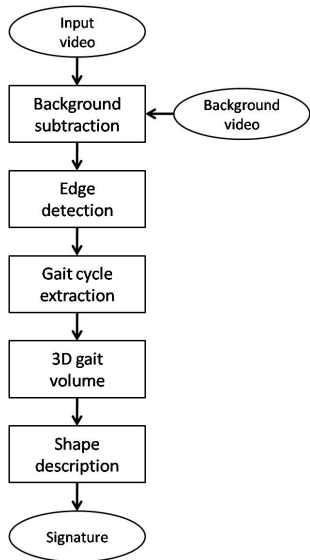 Input
video
Background
subtraction
Background
video
Edge
detection
Gait cycle
extraction
3D gait
volume
Shape
description
Signature